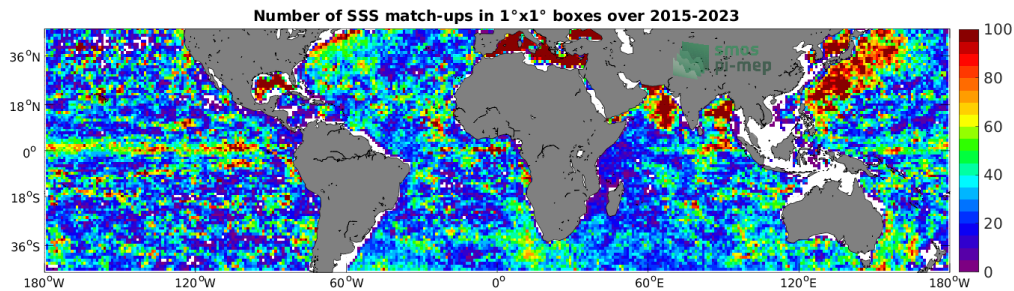 Number of SSS match-ups in 1°x1° boxes over 2015-2023
36°N
18°N
0°
18°S
36°S
180°W
120°W
60°W
0°
60°E
120°E
180°W
100
80
60
40
20
0
smos
pi-mep